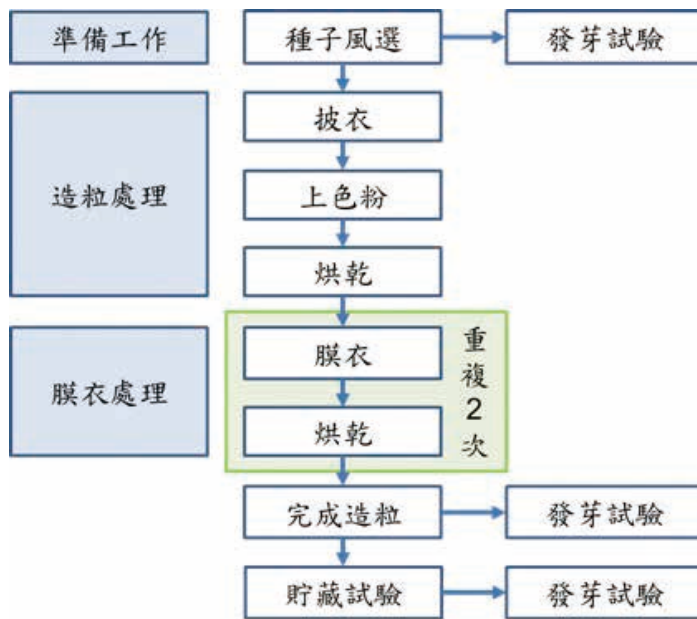 準備工作
種子風選
發芽試驗
造粒處理
披衣
上色粉
烘乾
膜衣處理
膜衣
烘乾
重複2次
完成造粒
發芽試驗
貯藏試驗
發芽試驗